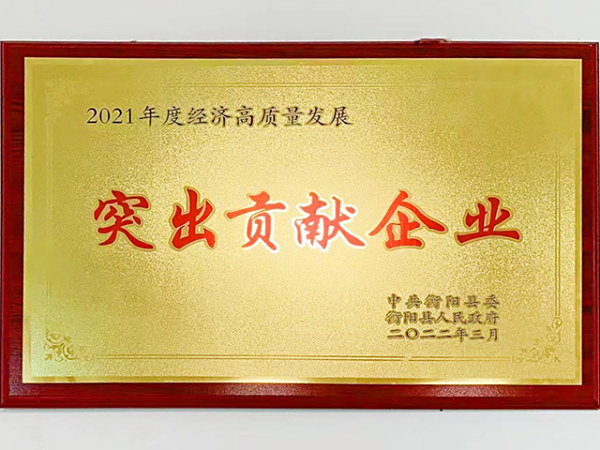 2021年度经济高质量发展
突出贡献企业
中共衡阳县委
衡阳县人民政府
二〇二二年三月